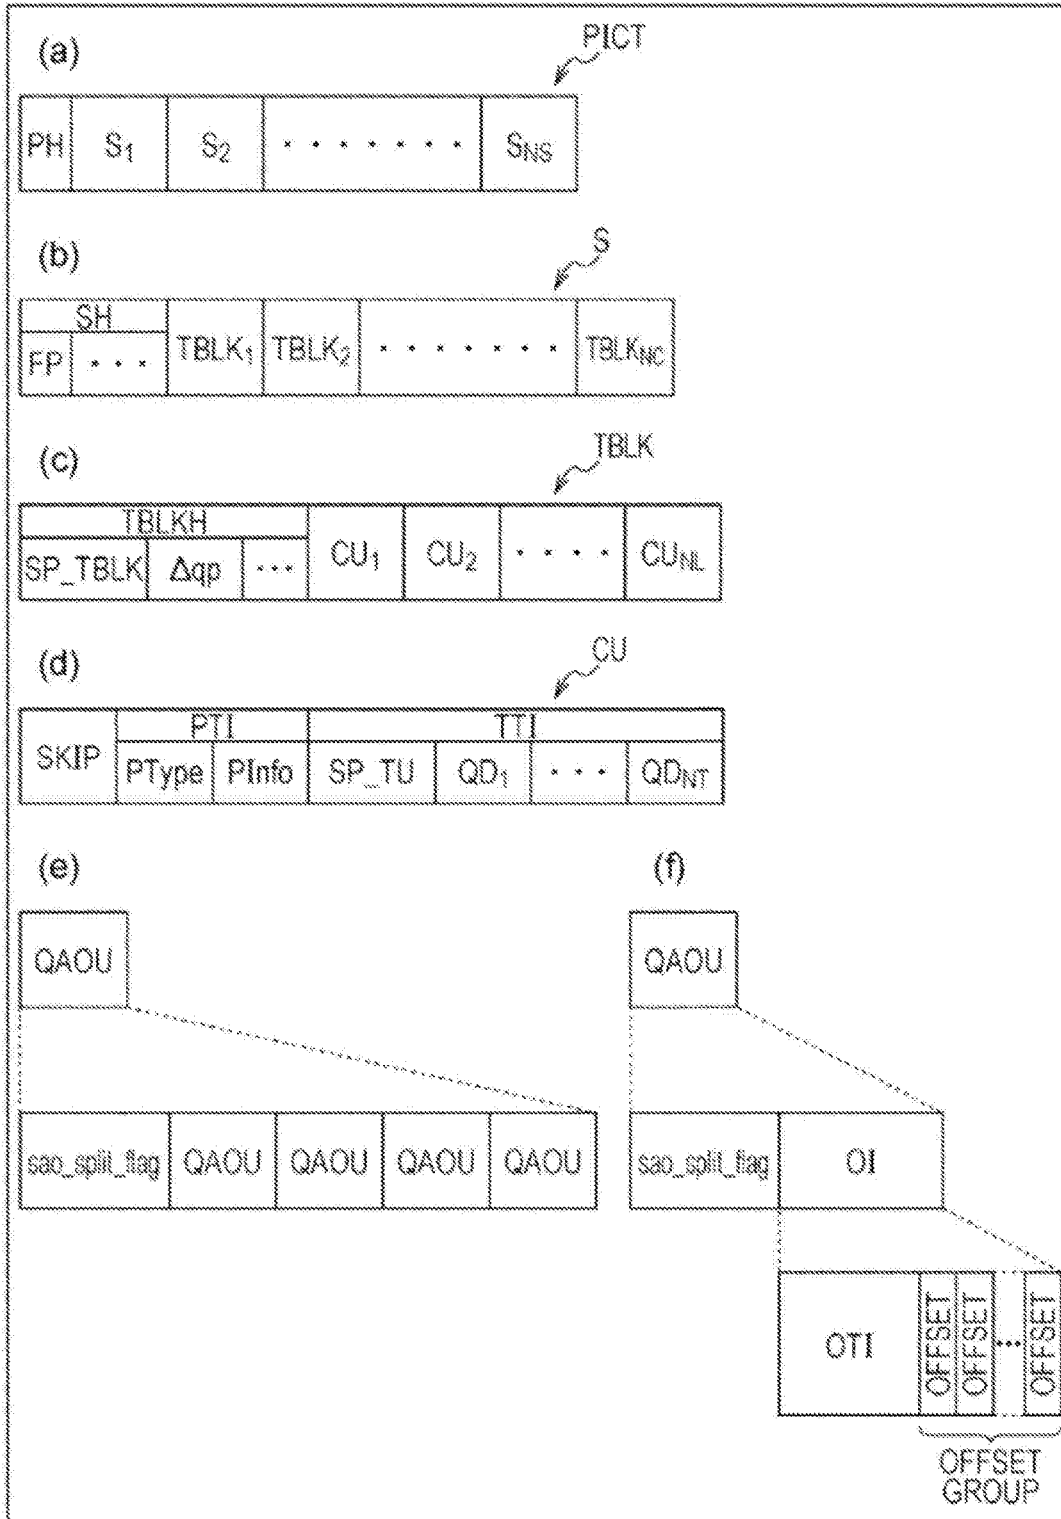 (a)
PICT
PH S1 S2 ······· SNS
(b)
S
SH
FP ··· TBLK1 TBLK2 ······· TBLKNC
(c)
TBLK
TBLKH
SP_TBLK Δqp ··· CU1 CU2 ···· CUNL
(d)
CU
SKIP PTI TTI
PType PInfo SP_TU QD1 ··· QDNT
(e)
QAOU
sao_split_flag QAOU QAOU QAOU QAOU
(f)
QAOU
sao_split_flag OI
OTI OFFSET OFFSET ··· OFFSET
OFFSET
GROUP